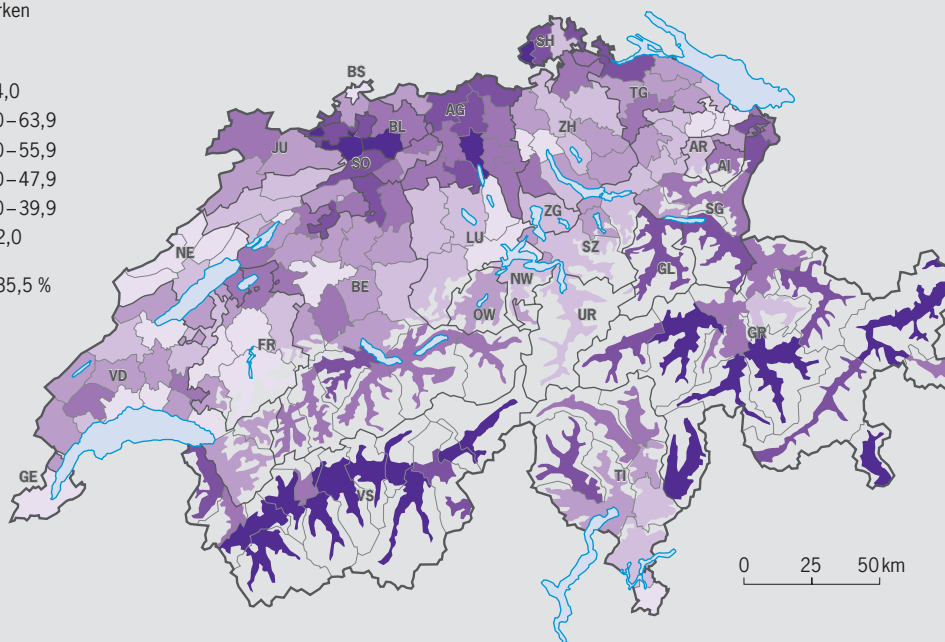 rken
4,0
0–63,9
0–55,9
0–47,9
0–39,9
2,0
35,5 %
SH
BS
TG
AG
BL
ZH
JU
AR
SO
AI
ZG
SG
LU
SZ
NE
GL
NW
BE
OW
UR
GR
FR
VD
TI
GE
VS
0 25 50 km